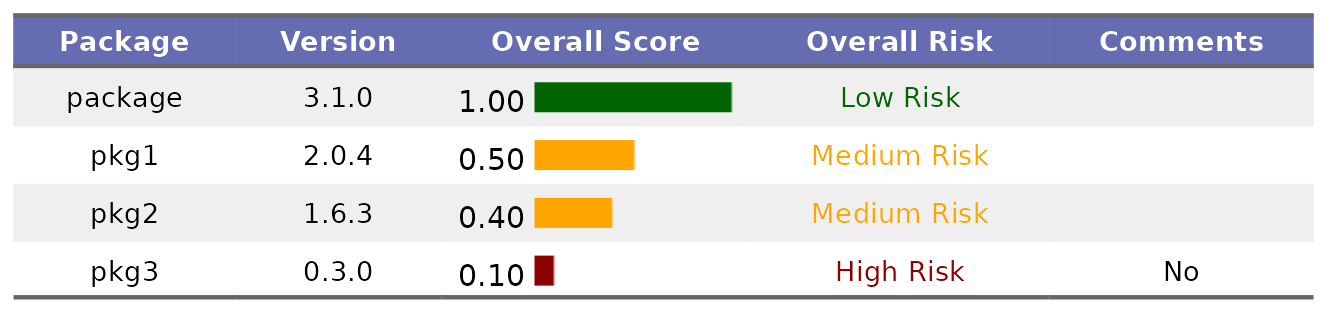 Package Version Overall Score Overall Risk Comments
package 3.1.0 1.00 Low Risk
pkg1 2.0.4 0.50 Medium Risk
pkg2 1.6.3 0.40 Medium Risk
pkg3 0.3.0 0.10 High Risk No